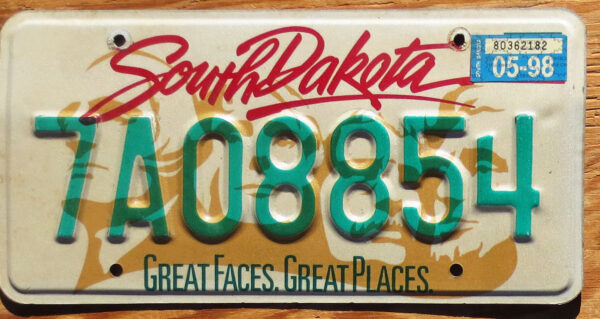 South Dakota
80362182
05-98
7A08854
GREAT FACES. GREAT PLACES.